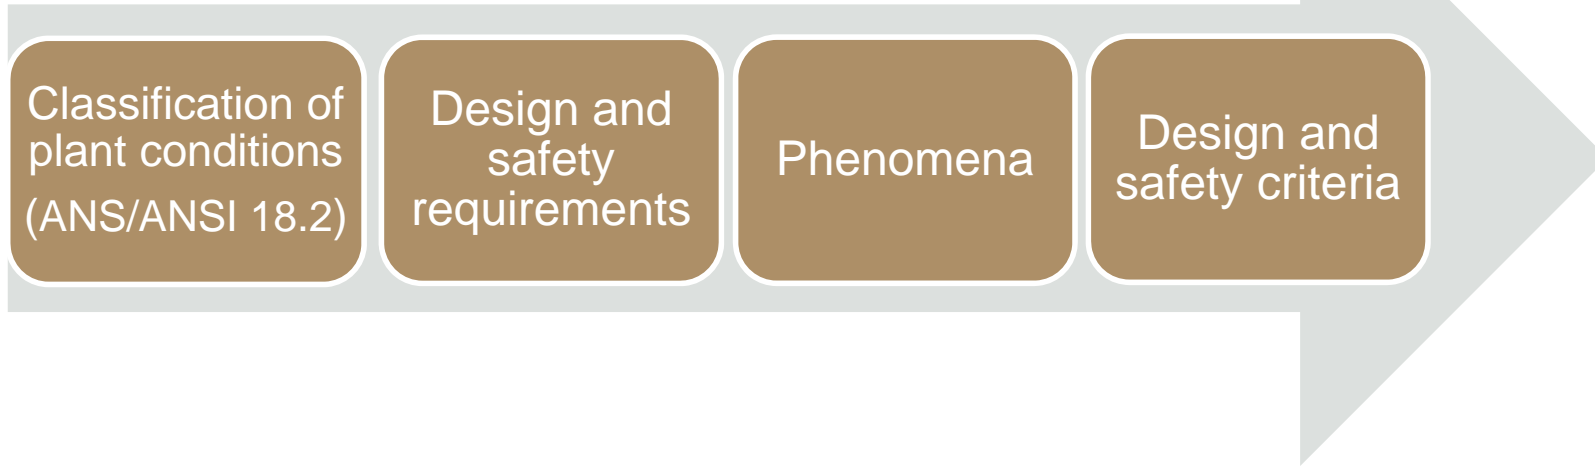 Classification of
plant conditions
(ANS/ANSI 18.2)
Design and
safety
requirements
Phenomena
Design and
safety criteria